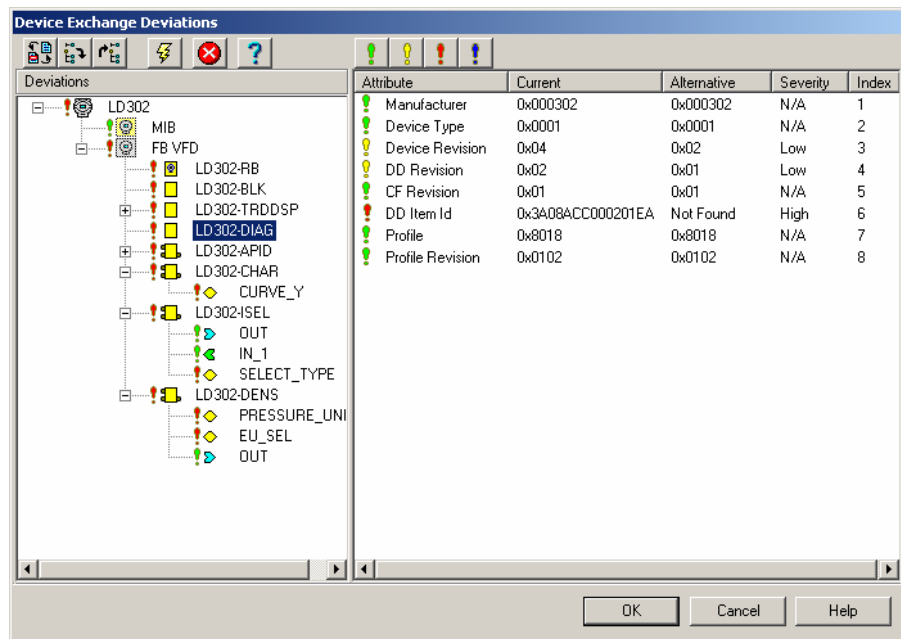 Device Exchange Deviations
Deviations
LD302
MIB
FB VFD
LD302-RB
LD302-BLK
LD302-TRDDSP
LD302-DIAG
LD302-APID
LD302-CHAR
CURVE_Y
LD302-ISEL
OUT
IN_1
SELECT_TYPE
LD302-DENS
PRESSURE_UNI
EU_SEL
OUT
Attribute Current Alternative Severity Index
Manufacturer 0x000302 0x000302 N/A 1
Device Type 0x0001 0x0001 N/A 2
Device Revision 0x04 0x02 Low 3
DD Revision 0x02 0x01 Low 4
CF Revision 0x01 0x01 N/A 5
DD Item Id 0x3A08ACC000201EA Not Found High 6
Profile 0x8018 0x8018 N/A 7
Profile Revision 0x0102 0x0102 N/A 8
OK Cancel Help